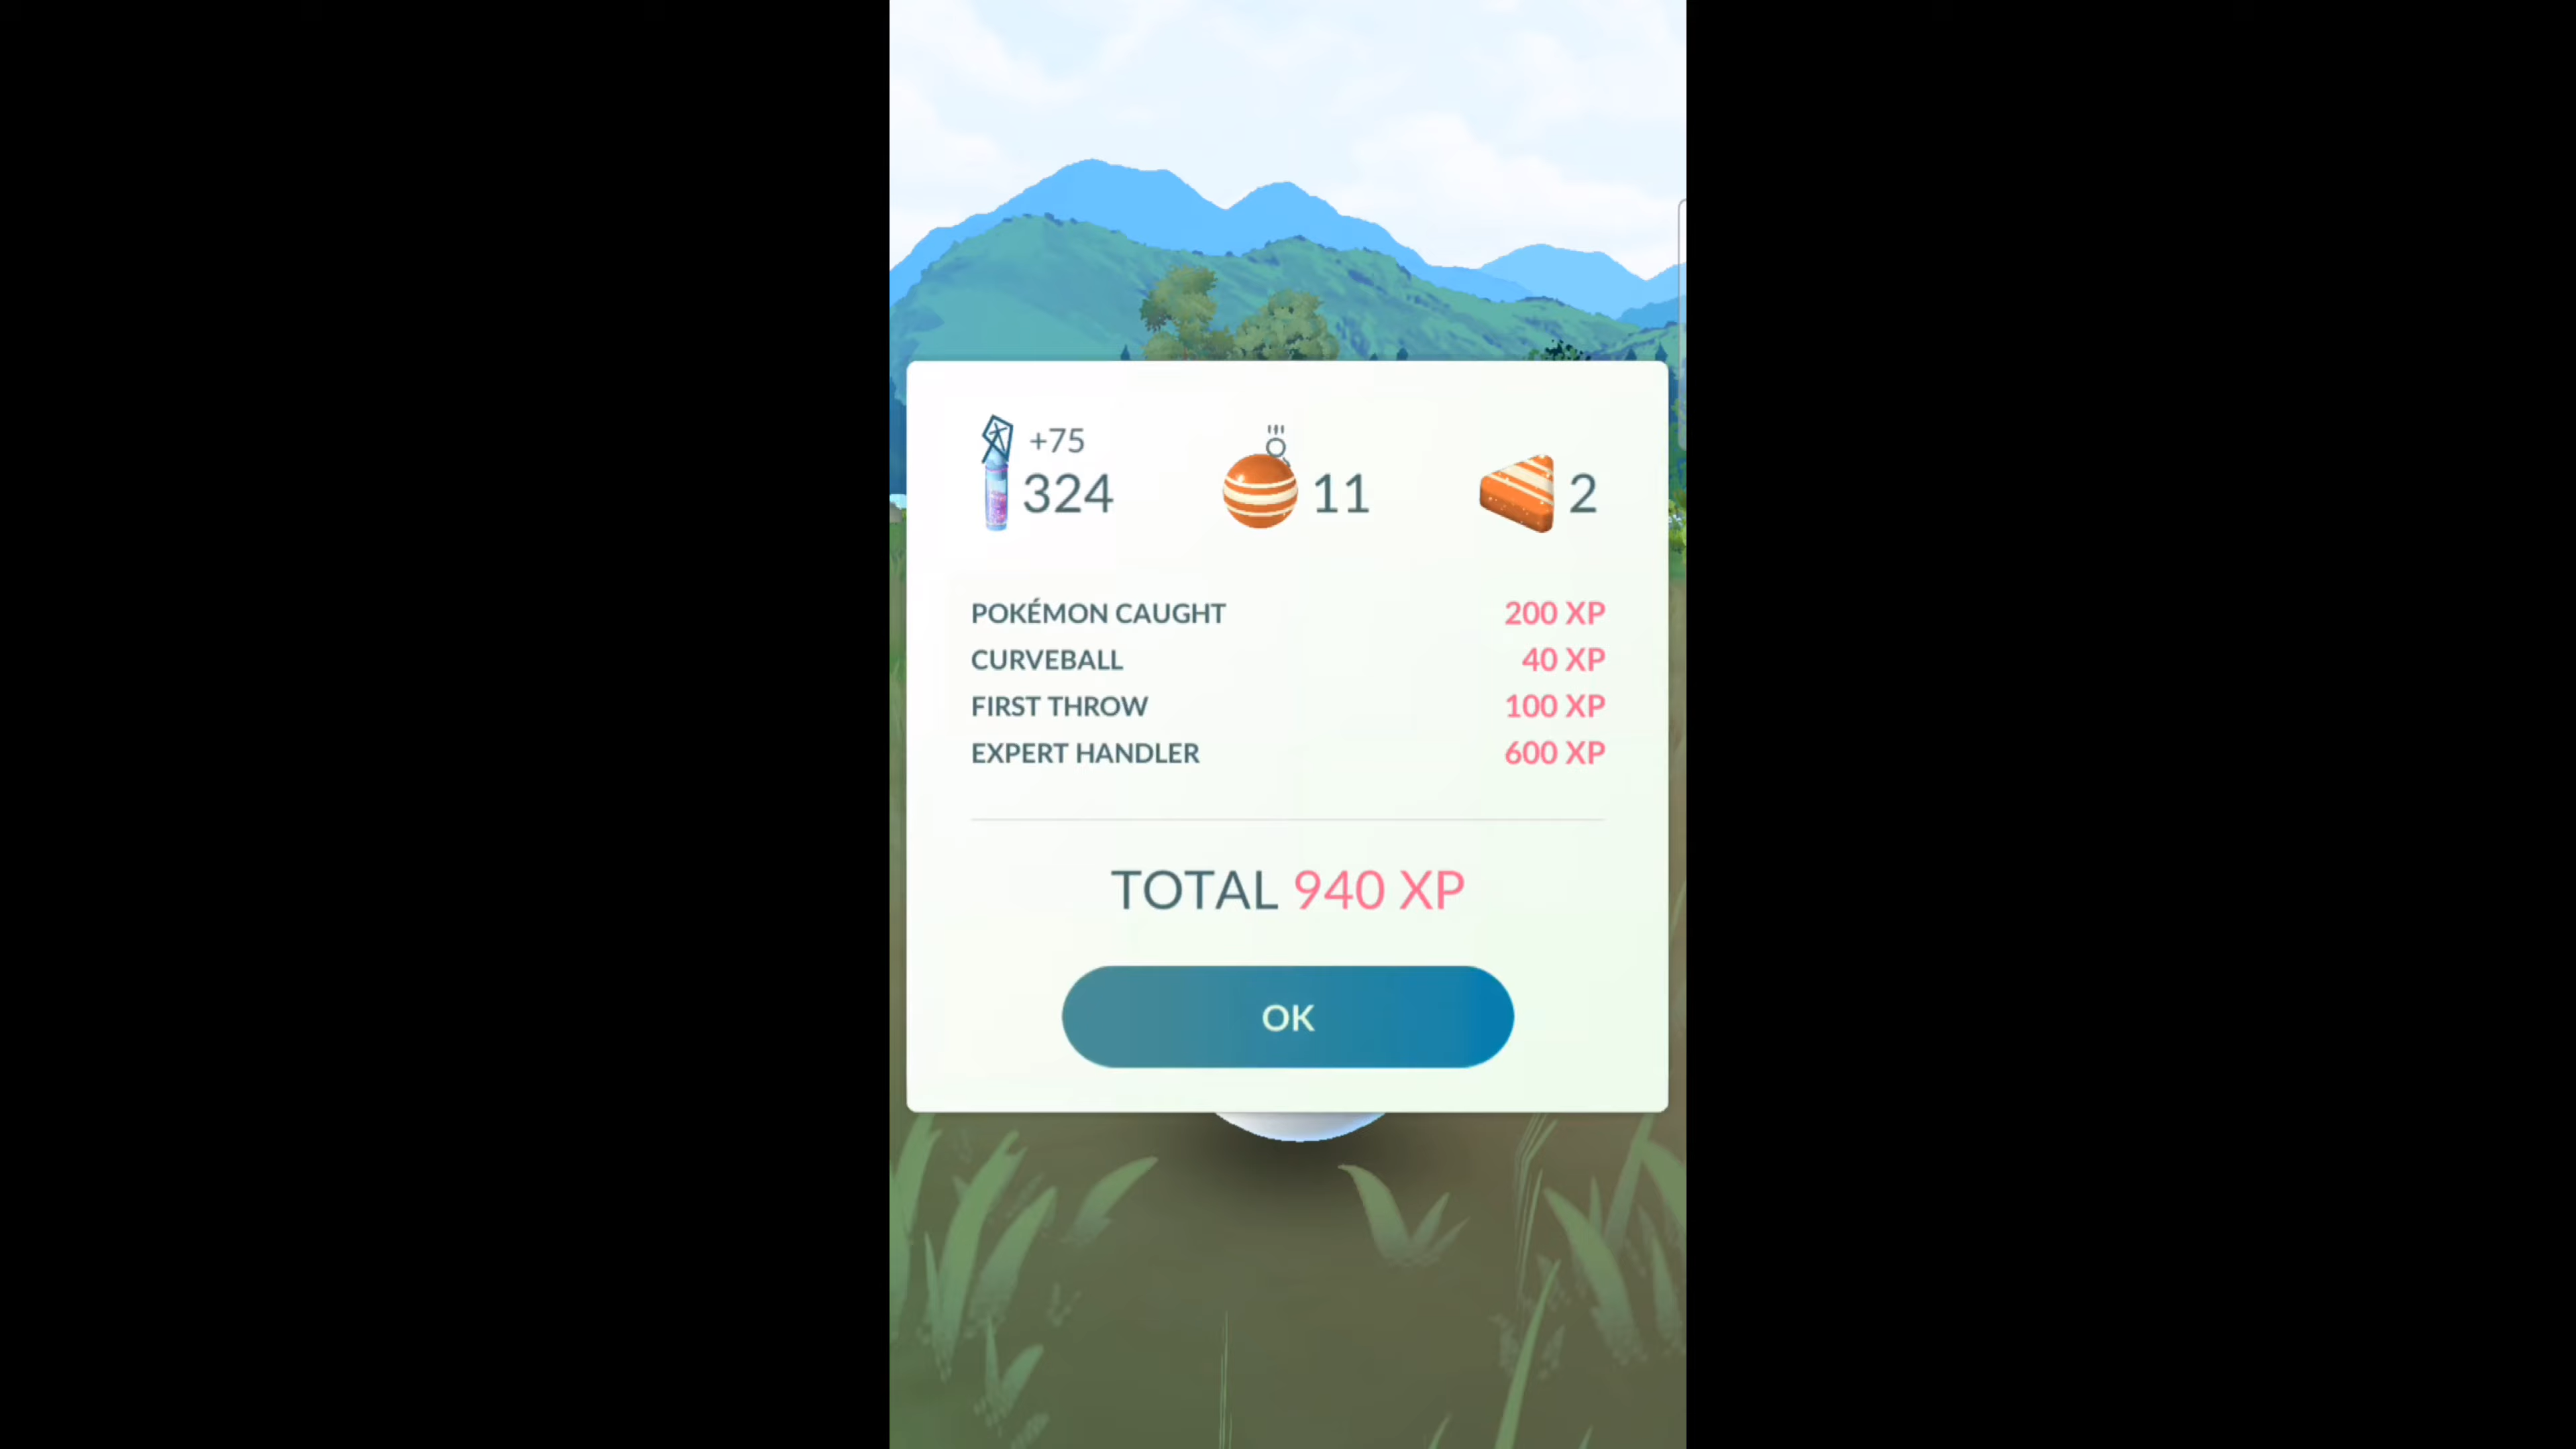 +75
324 11 2
POKÉMON CAUGHT 200 XP
CURVEBALL 40 XP
FIRST THROW 100 XP
EXPERT HANDLER 600 XP
TOTAL 940 XP
OK